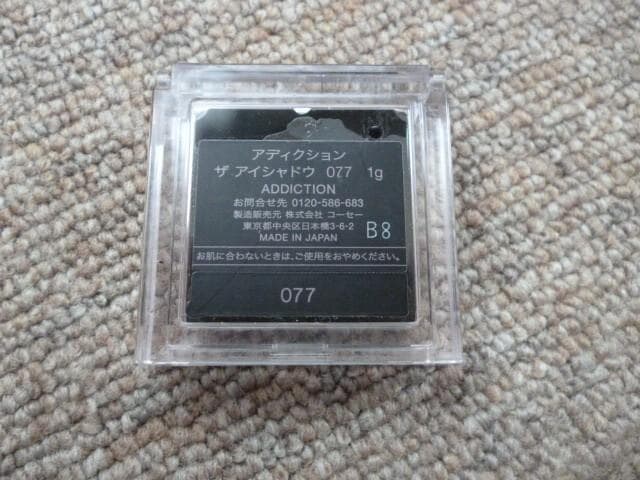 アディクション
ザ アイシャドウ 077 1g
ADDICTION
お問合せ先 0120-586-683
製造販売元 株式会社 コーセー
東京都中央区日本橋3-6-2
MADE IN JAPAN
B8
お肌に合わないときは、ご使用をおやめください。
077